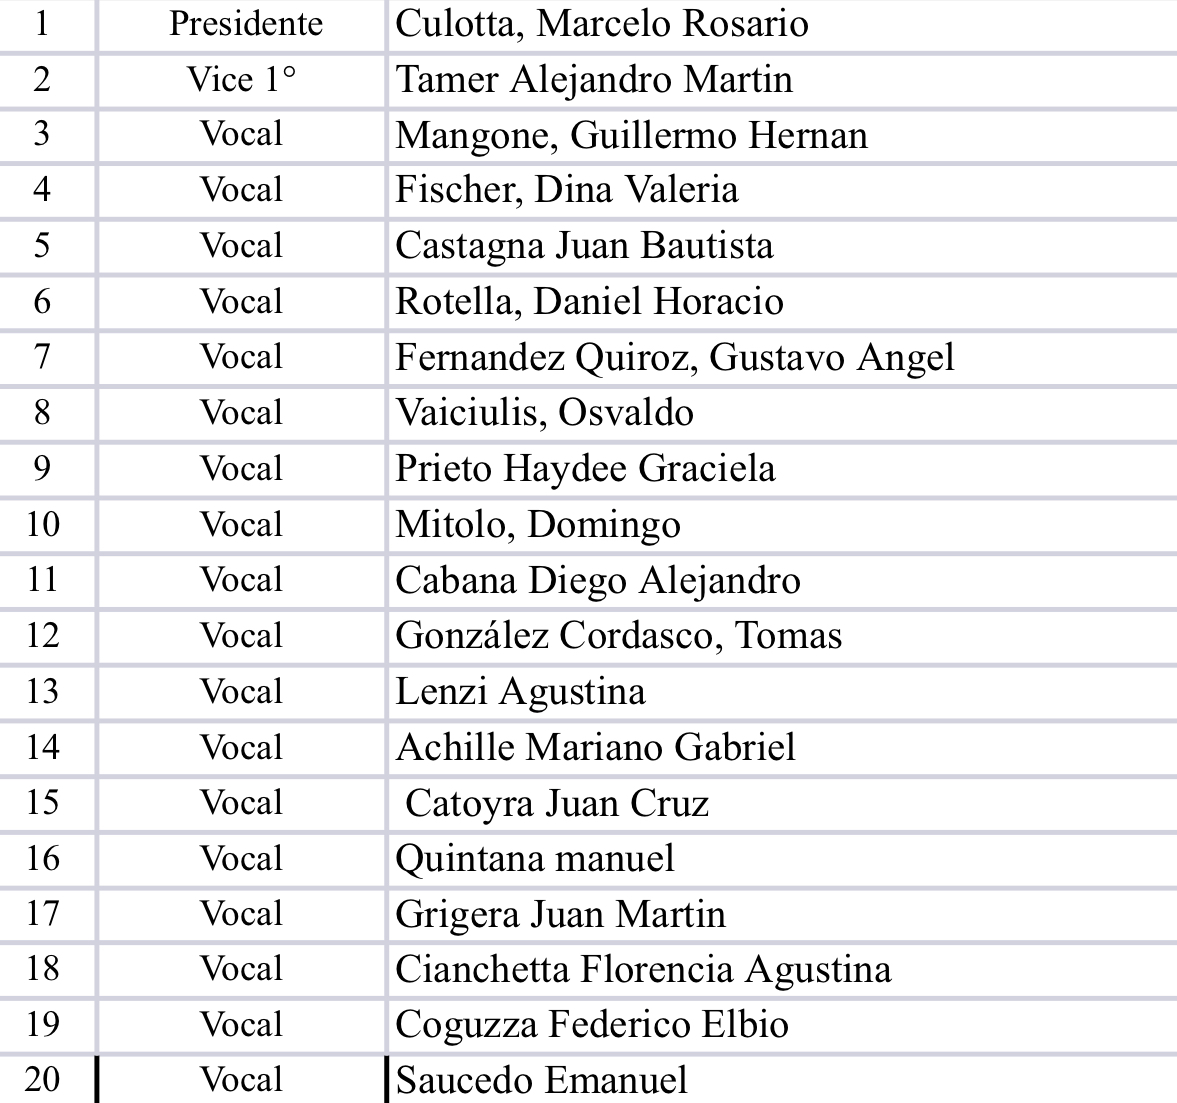 1 Presidente Culotta, Marcelo Rosario
2 Vice 1° Tamer Alejandro Martin
3 Vocal Mangone, Guillermo Hernan
4 Vocal Fischer, Dina Valeria
5 Vocal Castagna Juan Bautista
6 Vocal Rotella, Daniel Horacio
7 Vocal Fernandez Quiroz, Gustavo Angel
8 Vocal Vaiciulis, Osvaldo
9 Vocal Prieto Haydee Graciela
10 Vocal Mitolo, Domingo
11 Vocal Cabana Diego Alejandro
12 Vocal González Cordasco, Tomas
13 Vocal Lenzi Agustina
14 Vocal Achille Mariano Gabriel
15 Vocal Catoyra Juan Cruz
16 Vocal Quintana manuel
17 Vocal Grigera Juan Martin
18 Vocal Cianchetta Florencia Agustina
19 Vocal Coguzza Federico Elbio
20 Vocal Saucedo Emanuel